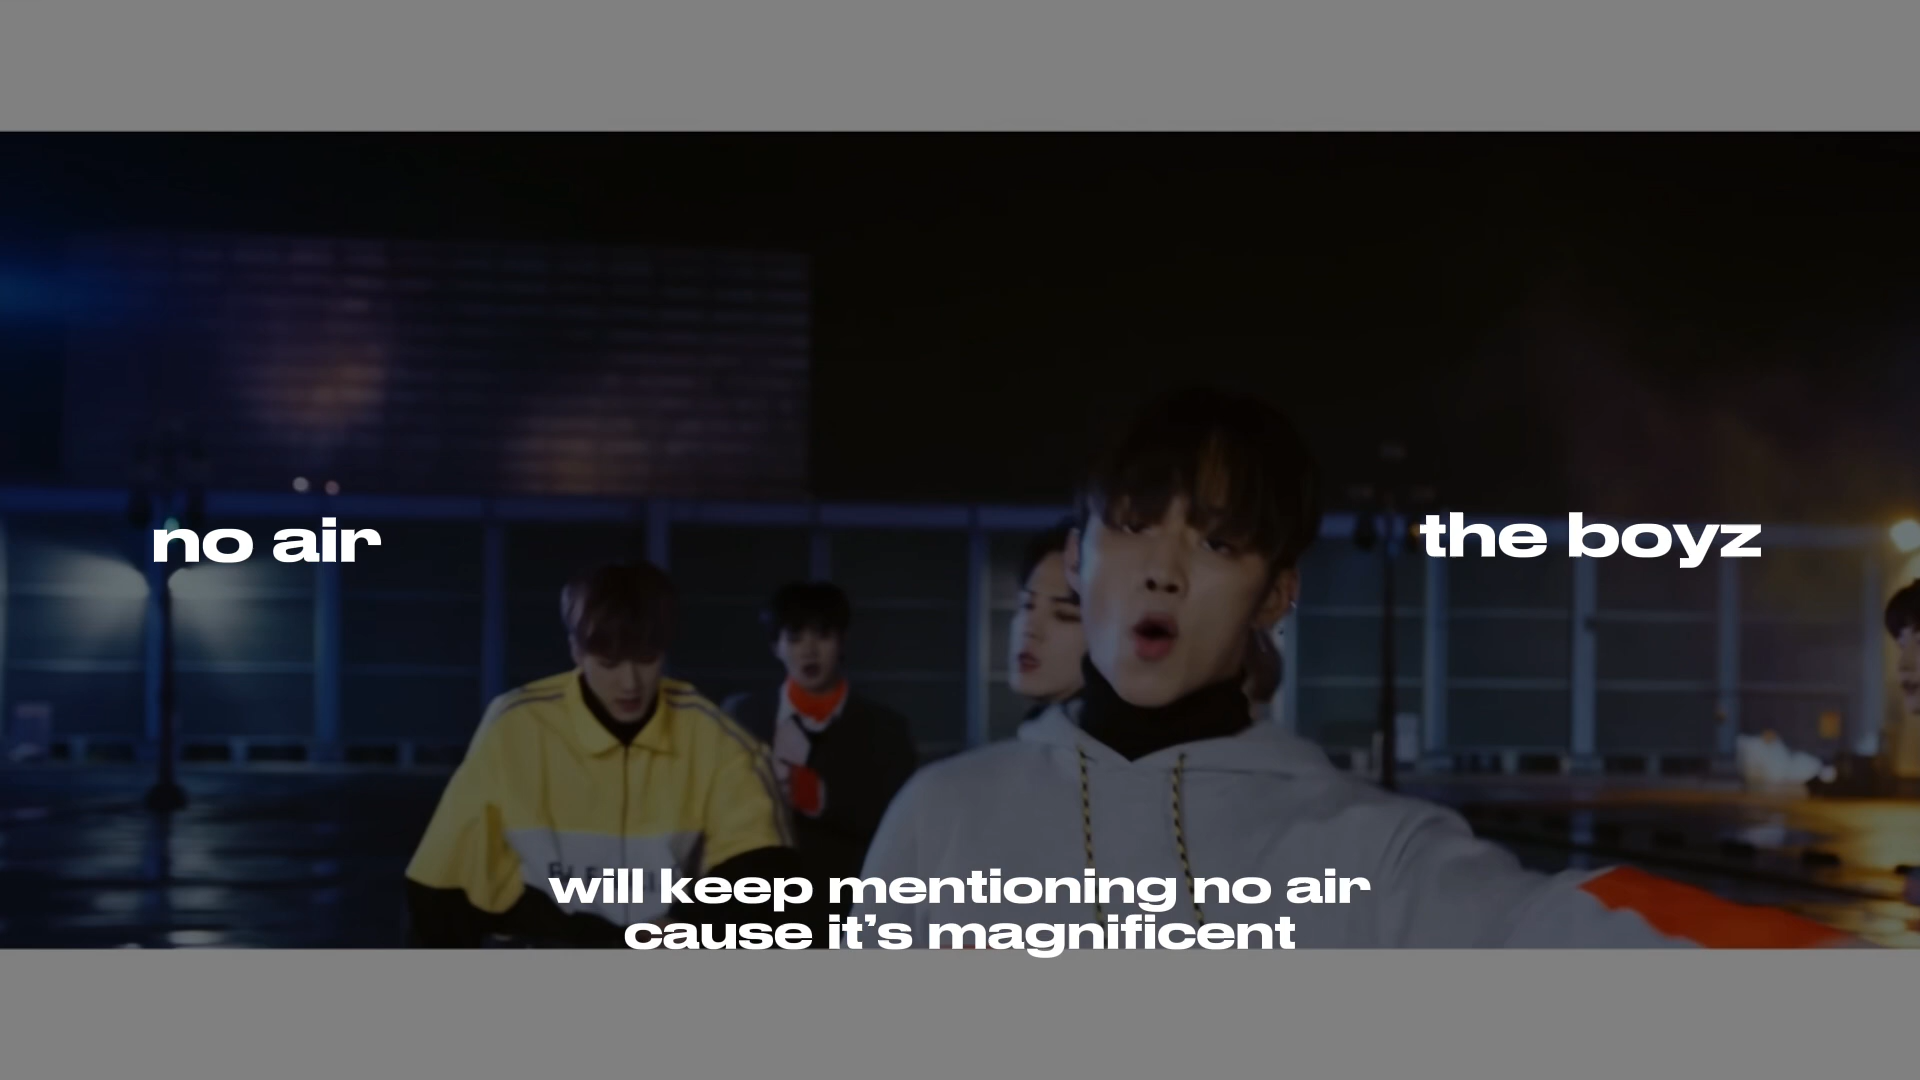 no air
the boyz
will keep mentioning no air
cause it's magnificent